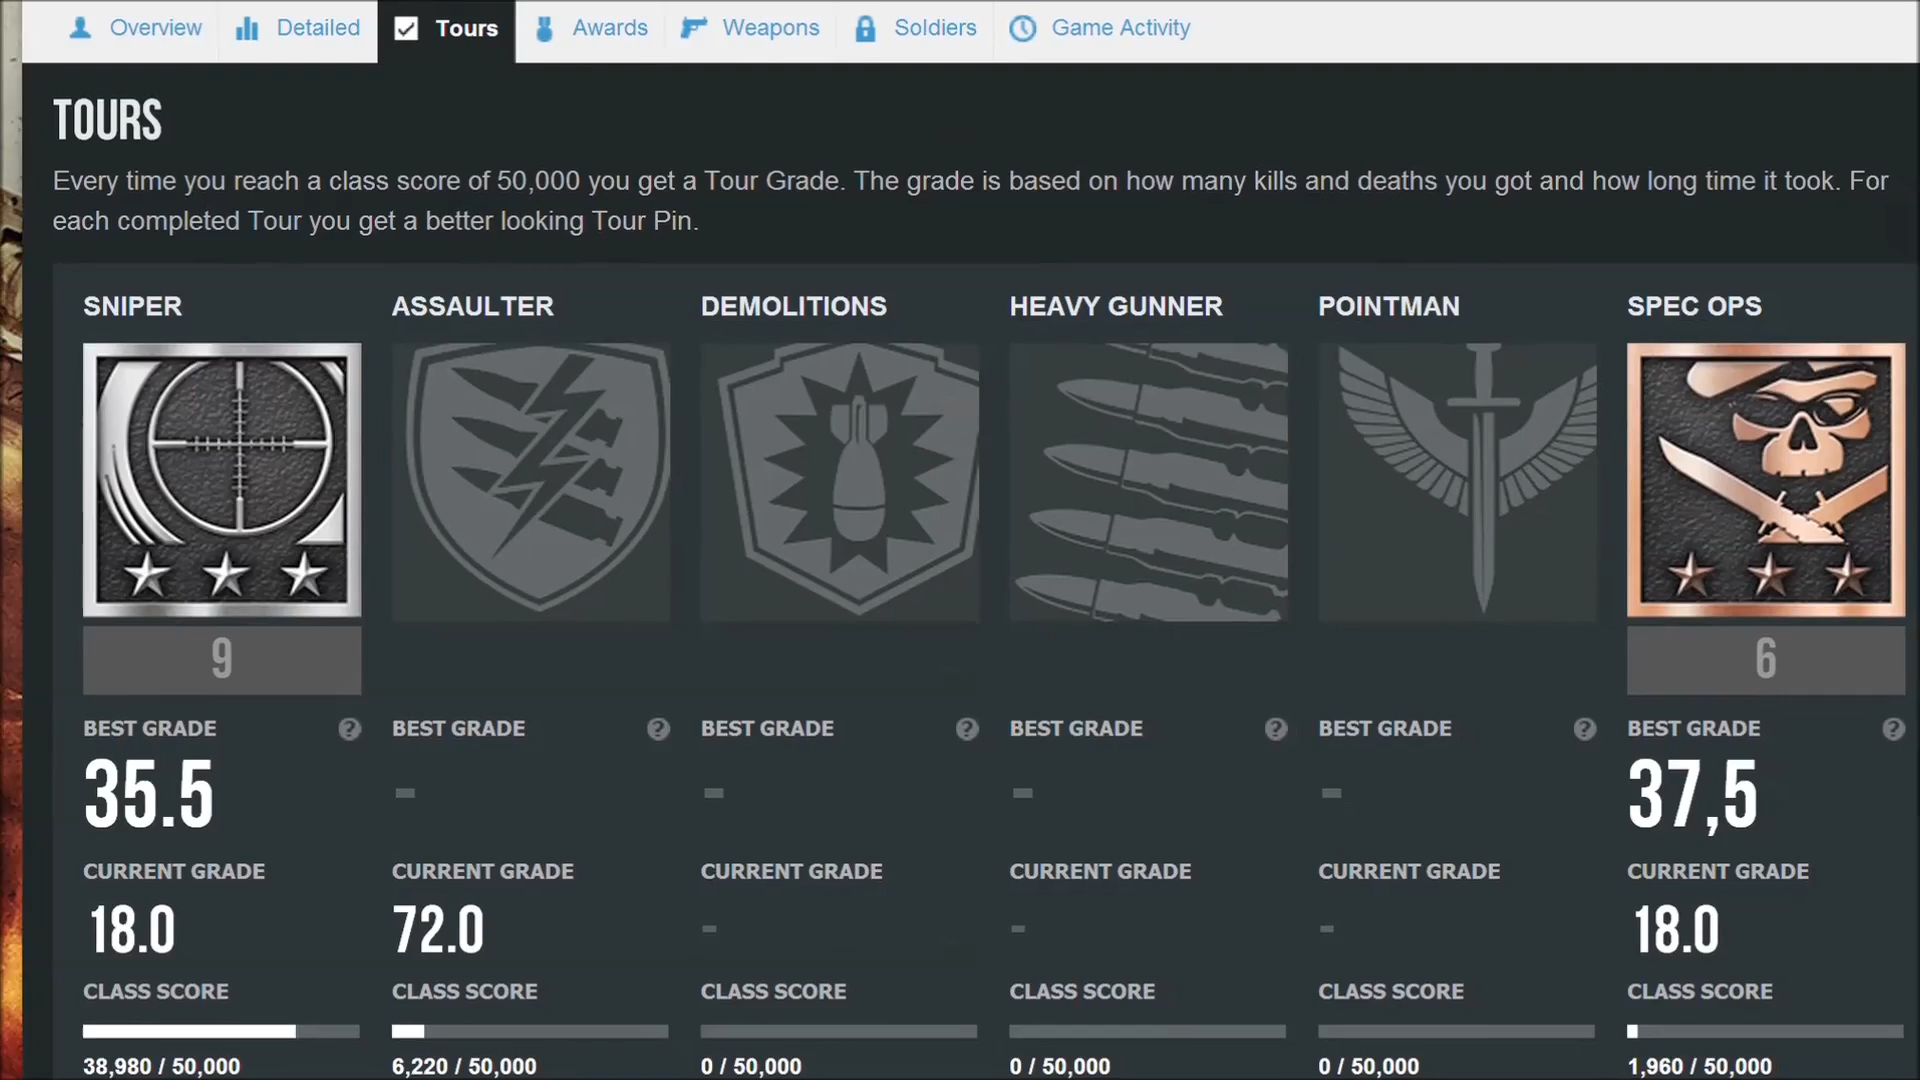 Overview Detailed Tours Awards Weapons Soldiers Game Activity
TOURS
Every time you reach a class score of 50,000 you get a Tour Grade. The grade is based on how many kills and deaths you got and how long time it took. For
each completed Tour you get a better looking Tour Pin.
SNIPER ASSAULTER DEMOLITIONS HEAVY GUNNER POINTMAN SPEC OPS
9 6
BEST GRADE ? BEST GRADE ? BEST GRADE ? BEST GRADE ? BEST GRADE ? BEST GRADE ?
35.5 - - - - 37,5
CURRENT GRADE CURRENT GRADE CURRENT GRADE CURRENT GRADE CURRENT GRADE CURRENT GRADE
18.0 72.0 - - - 18.0
CLASS SCORE CLASS SCORE CLASS SCORE CLASS SCORE CLASS SCORE CLASS SCORE
38,980 / 50,000 6,220 / 50,000 0 / 50,000 0 / 50,000 0 / 50,000 1,960 / 50,000